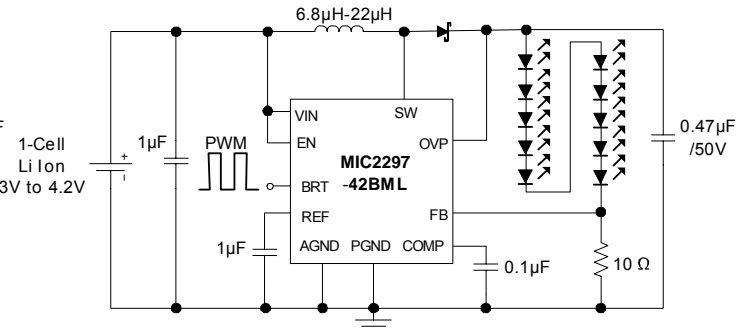 6.8µH-22µH
VIN
SW
EN
OVP
MIC2297
-42BML
BRT
REF
FB
AGND PGND COMP
PWM
1µF
1-Cell
Li Ion
3V to 4.2V
+
-
1µF
0.1µF
10 Ω
0.47µF
/50V
F